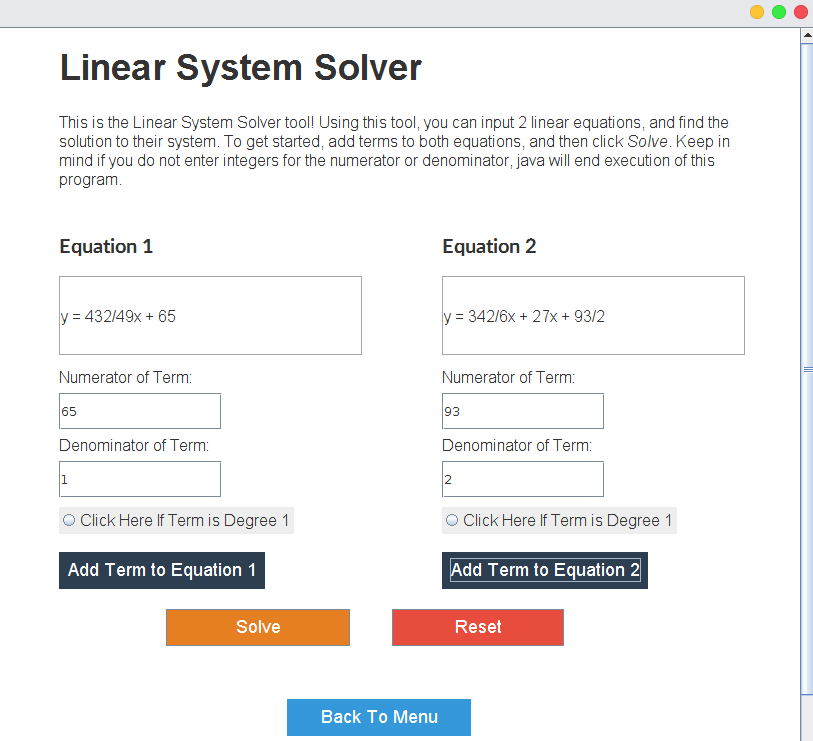 Linear System Solver
This is the Linear System Solver tool! Using this tool, you can input 2 linear equations, and find the
solution to their system. To get started, add terms to both equations, and then click Solve. Keep in
mind if you do not enter integers for the numerator or denominator, java will end execution of this
program.
Equation 1
y = 432/49x + 65
Numerator of Term:
65
Denominator of Term:
1
Click Here If Term is Degree 1
Add Term to Equation 1
Equation 2
y = 342/6x + 27x + 93/2
Numerator of Term:
93
Denominator of Term:
2
Click Here If Term is Degree 1
Add Term to Equation 2
Solve
Reset
Back To Menu